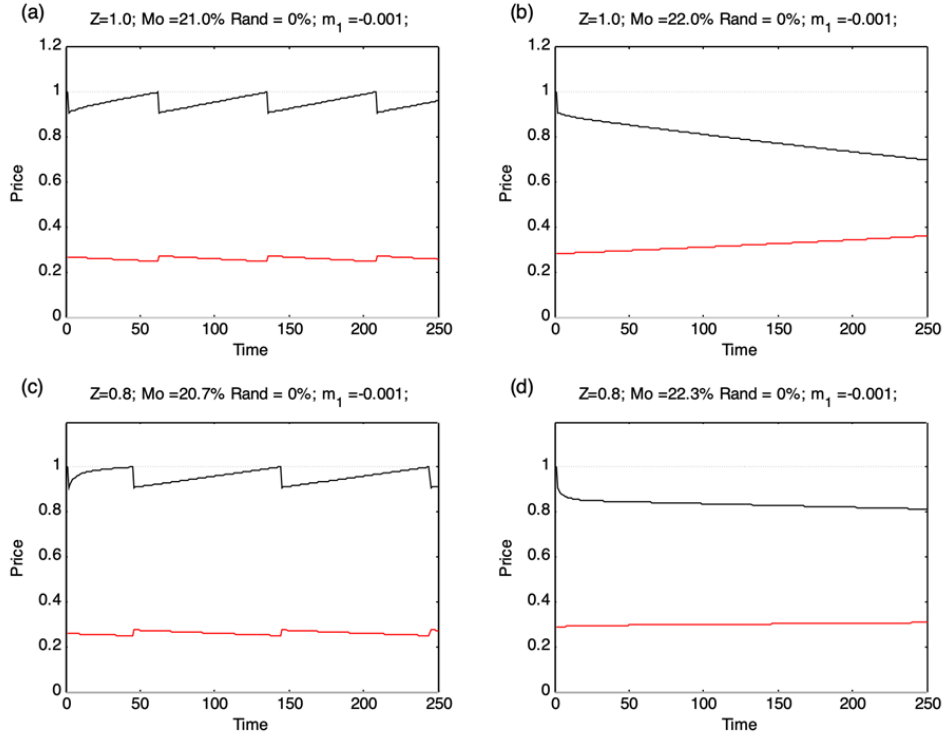 (a)
Z=1.0; Mo =21.0% Rand = 0%; m1 =-0.001;
1.2
1
0.8
0.6
0.4
0.2
0
Price
0 50 100 150 200 250
Time
(b)
Z=1.0; Mo =22.0% Rand = 0%; m1 =-0.001;
1.2
1
0.8
0.6
0.4
0.2
0
Price
0 50 100 150 200 250
Time
(c)
Z=0.8; Mo =20.7% Rand = 0%; m1 =-0.001;
1
0.8
0.6
0.4
0.2
0
Price
0 50 100 150 200 250
Time
(d)
Z=0.8; Mo =22.3% Rand = 0%; m1 =-0.001;
1
0.8
0.6
0.4
0.2
0
Price
0 50 100 150 200 250
Time